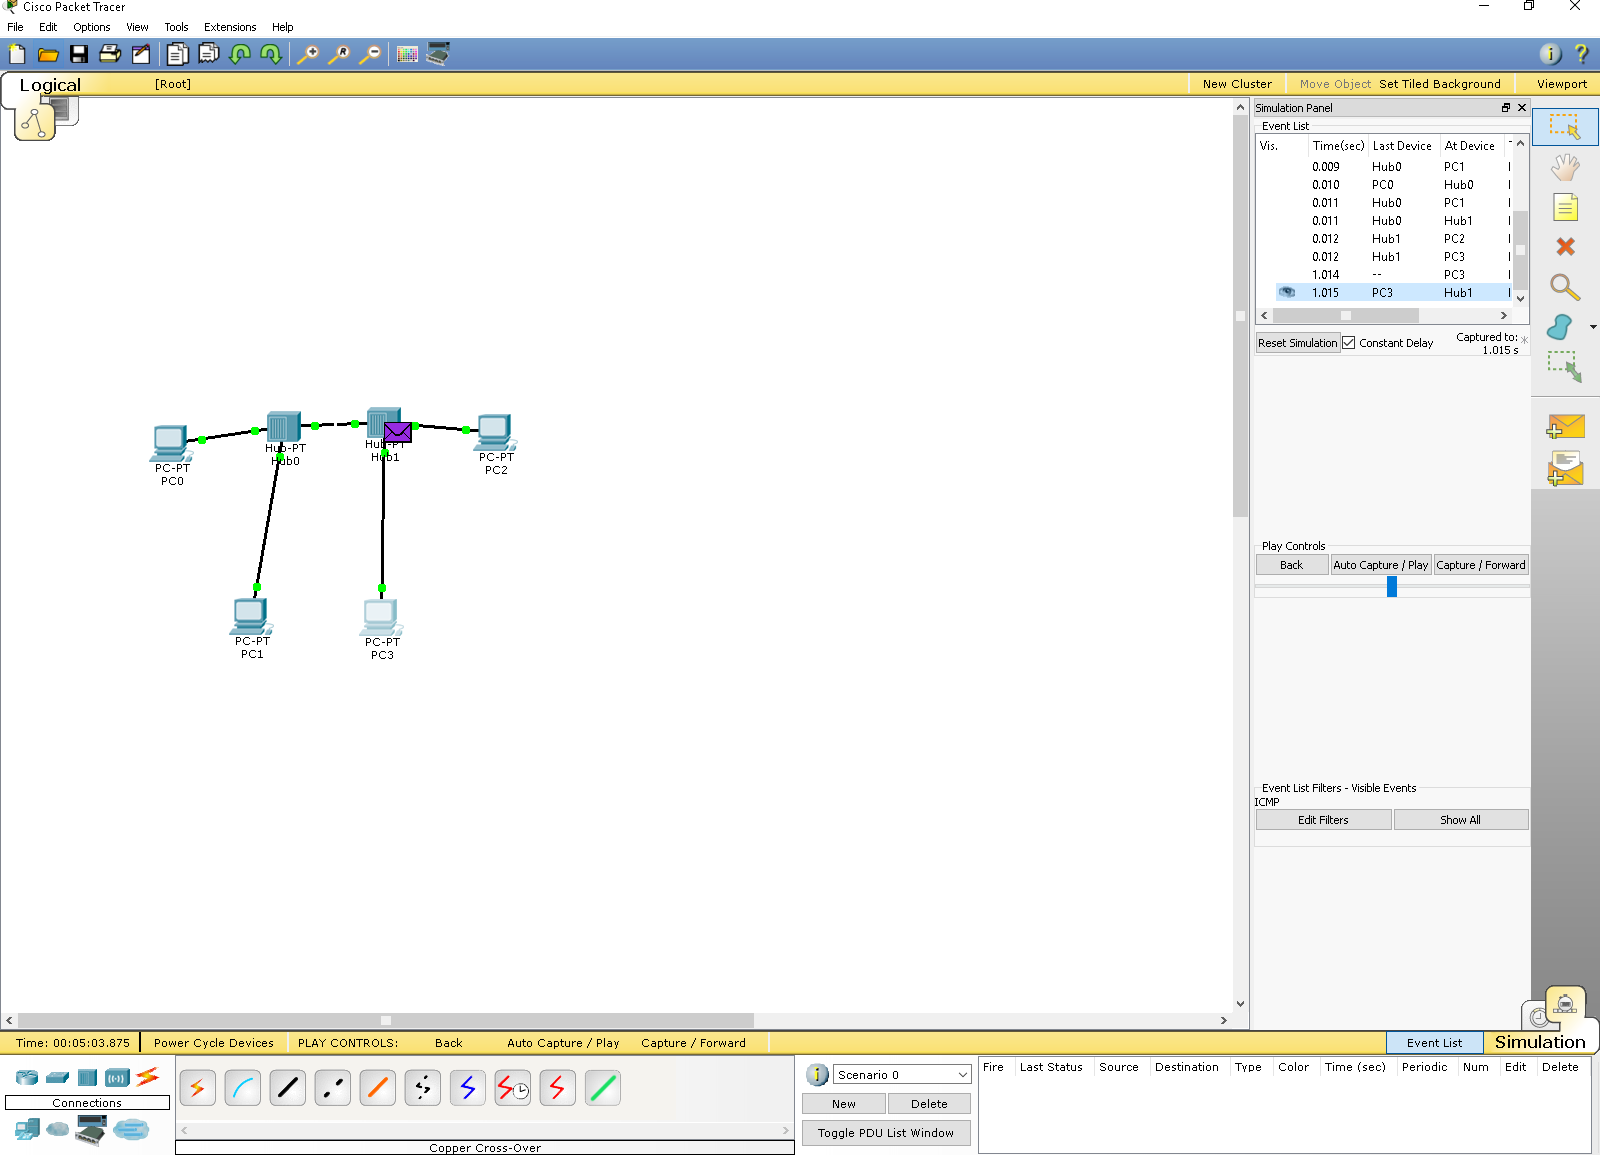 Cisco Packet Tracer
File Edit Options View Tools Extensions Help
Logical [Root] New Cluster Move Object Set Tiled Background Viewport
Simulation Panel
Event List
Vis. Time(sec) Last Device At Device
0.009 Hub0 PC1
0.010 PC0 Hub0
0.011 Hub0 PC1
0.011 Hub0 Hub1
0.012 Hub1 PC2
0.012 Hub1 PC3
1.014 -- PC3
1.015 PC3 Hub1
Reset Simulation Constant Delay Captured to:
1.015 s
PC-PT
PC0
Hub-PT
Hub0
Hub-PT
Hub1
PC-PT
PC2
PC-PT
PC1
PC-PT
PC3
Play Controls
Back Auto Capture / Play Capture / Forward
Event List Filters - Visible Events
ICMP
Edit Filters Show All
Time: 00:05:03.875 Power Cycle Devices PLAY CONTROLS: Back Auto Capture / Play Capture / Forward Event List Simulation
Connections
Copper Cross-Over
Scenario 0
New Delete
Toggle PDU List Window
Fire Last Status Source Destination Type Color Time (sec) Periodic Num Edit Delete